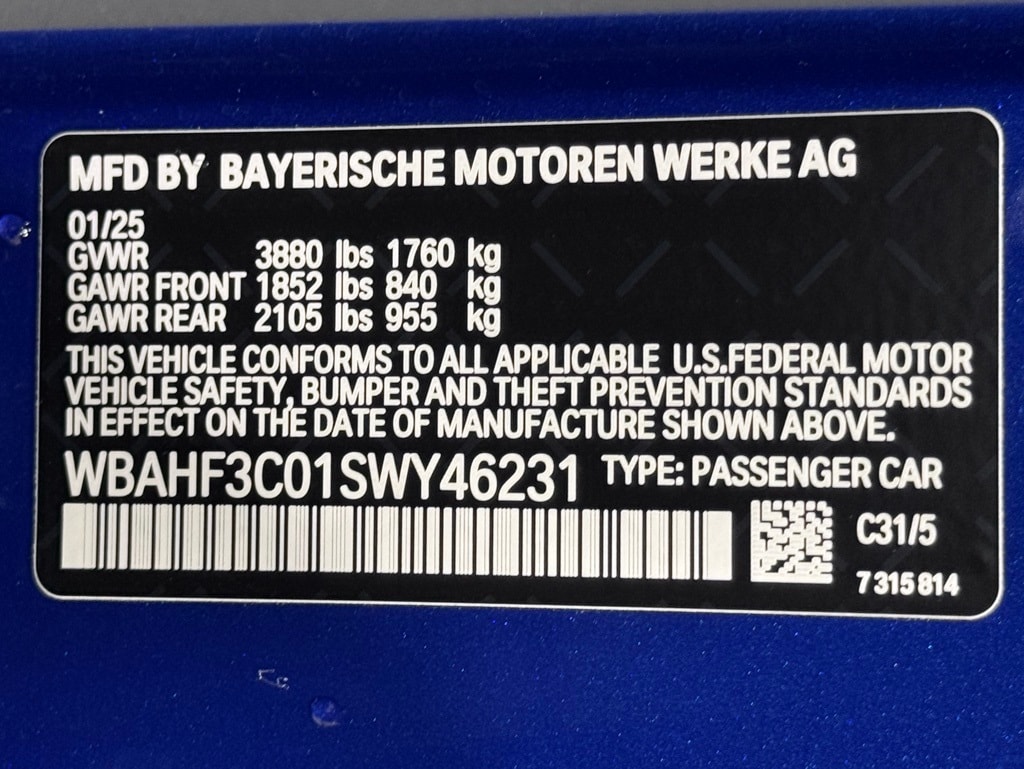 MFD BY BAYERISCHE MOTOREN WERKE AG
01/25
GVWR 3880 lbs 1760 kg
GAWR FRONT 1852 lbs 840 kg
GAWR REAR 2105 lbs 955 kg
THIS VEHICLE CONFORMS TO ALL APPLICABLE U.S.FEDERAL MOTOR
VEHICLE SAFETY, BUMPER AND THEFT PREVENTION STANDARDS
IN EFFECT ON THE DATE OF MANUFACTURE SHOWN ABOVE.
WBAHF3C01SWY46231 TYPE: PASSENGER CAR
C31/5
7 315 814